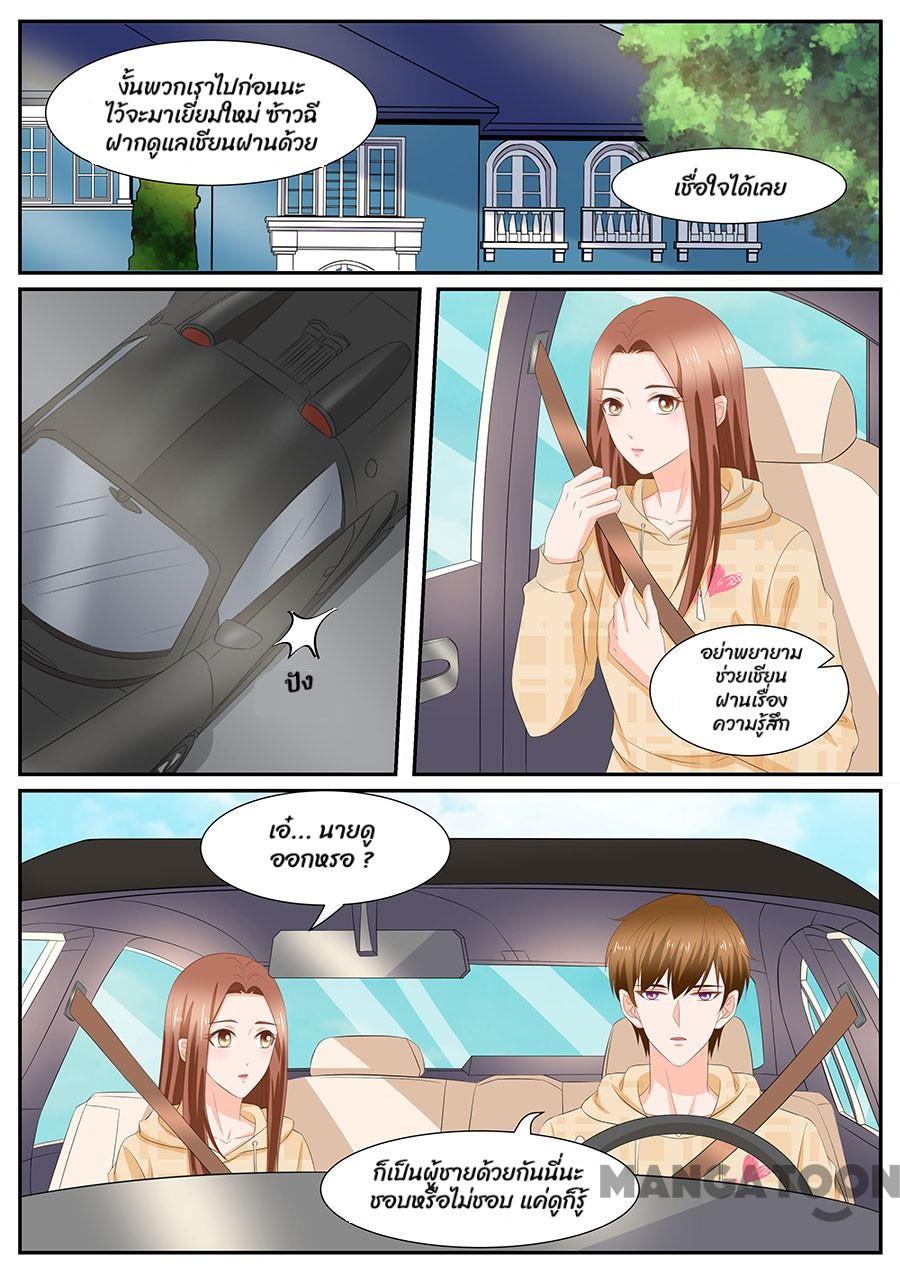 งั้นพวกเราไปก่อนนะ
ไว้จะมาเยี่ยมใหม่ ซ้าวฉี
ฝากดูแลเชียนฝานด้วย
เชื่อใจได้เลย
ปัง
อย่าพยายาม
ช่วยเชียน
ฝานเรื่อง
ความรู้สึก
เอ๋... นายดู
ออกหรอ ?
ก็เป็นผู้ชายด้วยกันนี่นะ
ชอบหรือไม่ชอบ แค่ดูก็รู้
MANGATOON